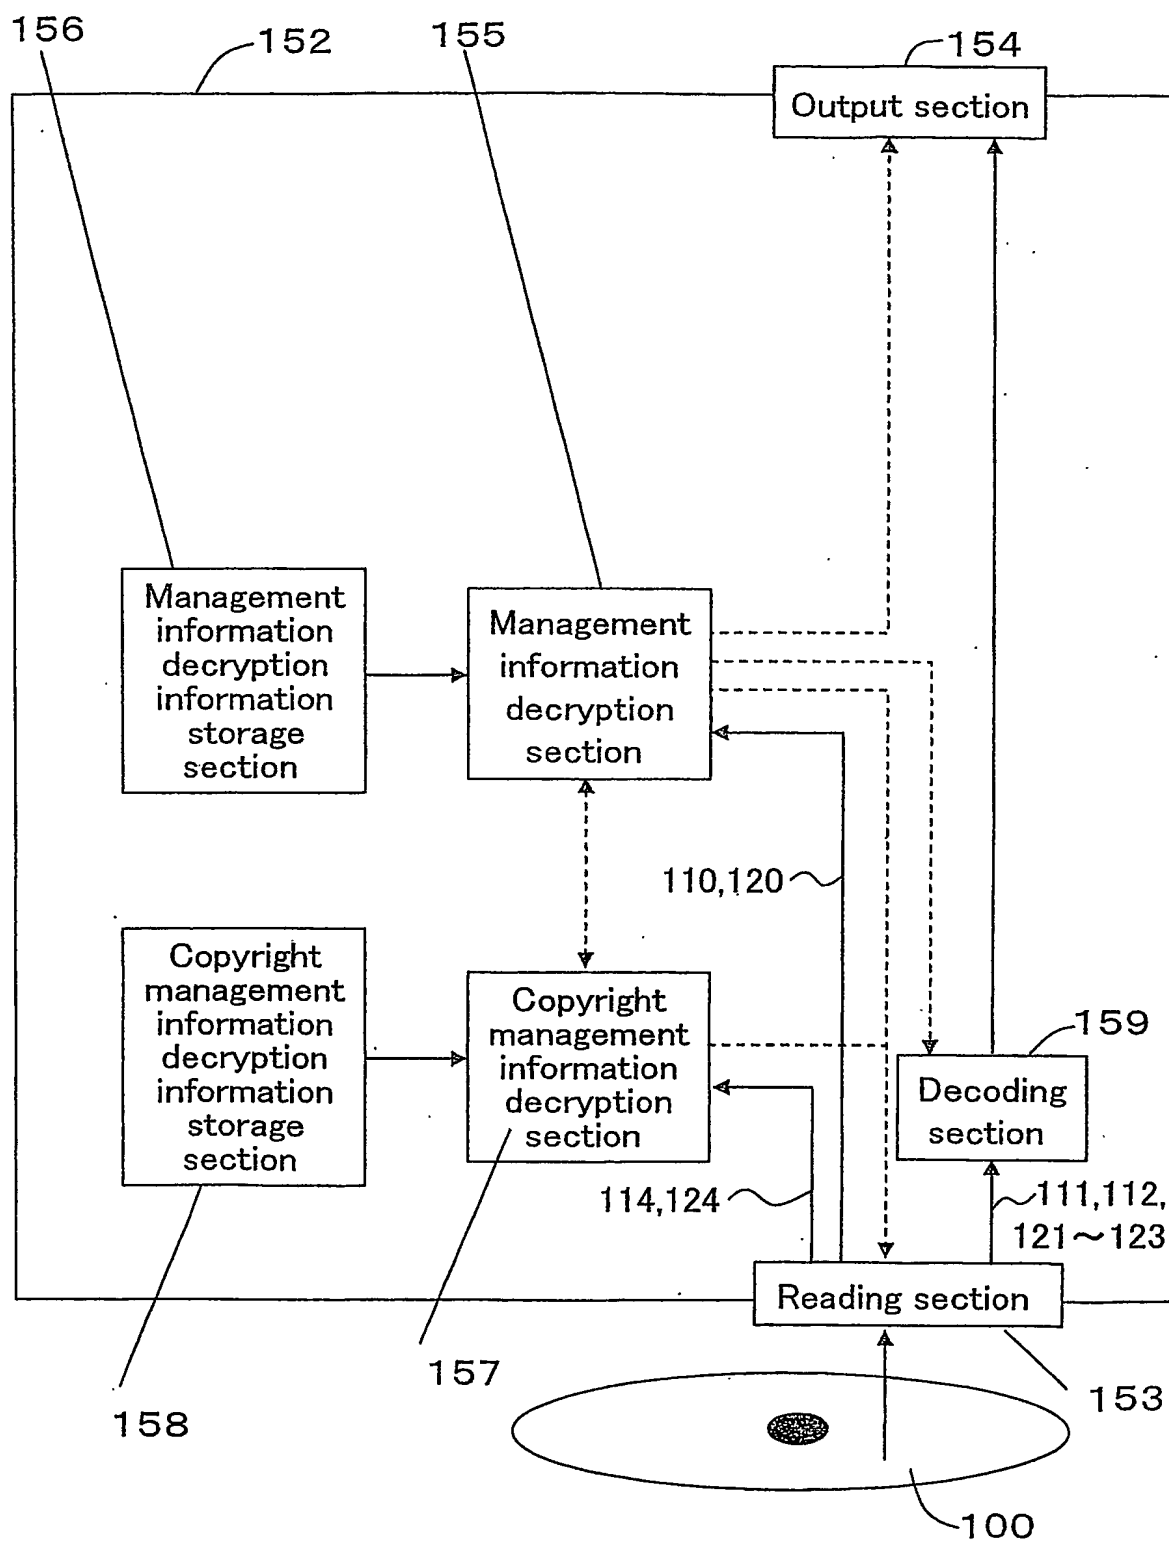 156
152
155
154
Output section
Management
information
decryption
information
storage
section
Management
information
decryption
section
110,120
Copyright
management
information
decryption
information
storage
section
Copyright
management
information
decryption
section
159
Decoding
section
114,124
111,112,
121～123
Reading section
157
153
158
100